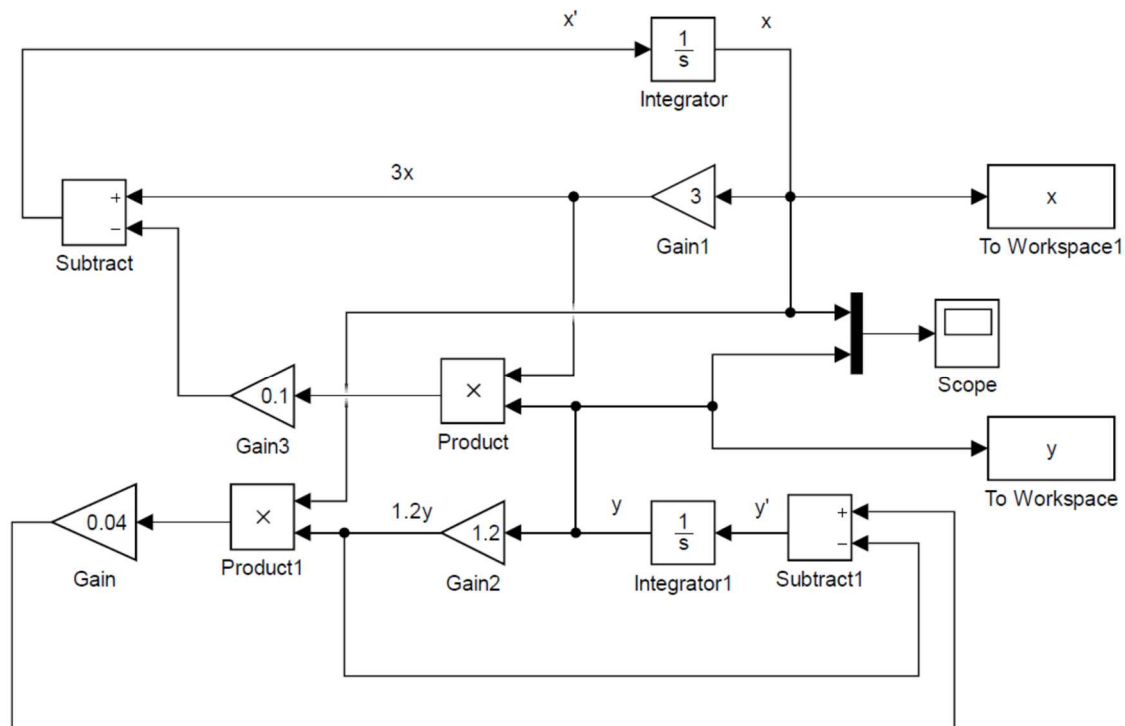 x'
x
1
s
Integrator
3x
+
−
Subtract
3
Gain1
x
To Workspace1
Scope
0.1
Gain3
×
Product
y
To Workspace
0.04
Gain
×
Product1
1.2y
1.2
Gain2
y
1
s
Integrator1
y'
+
−
Subtract1